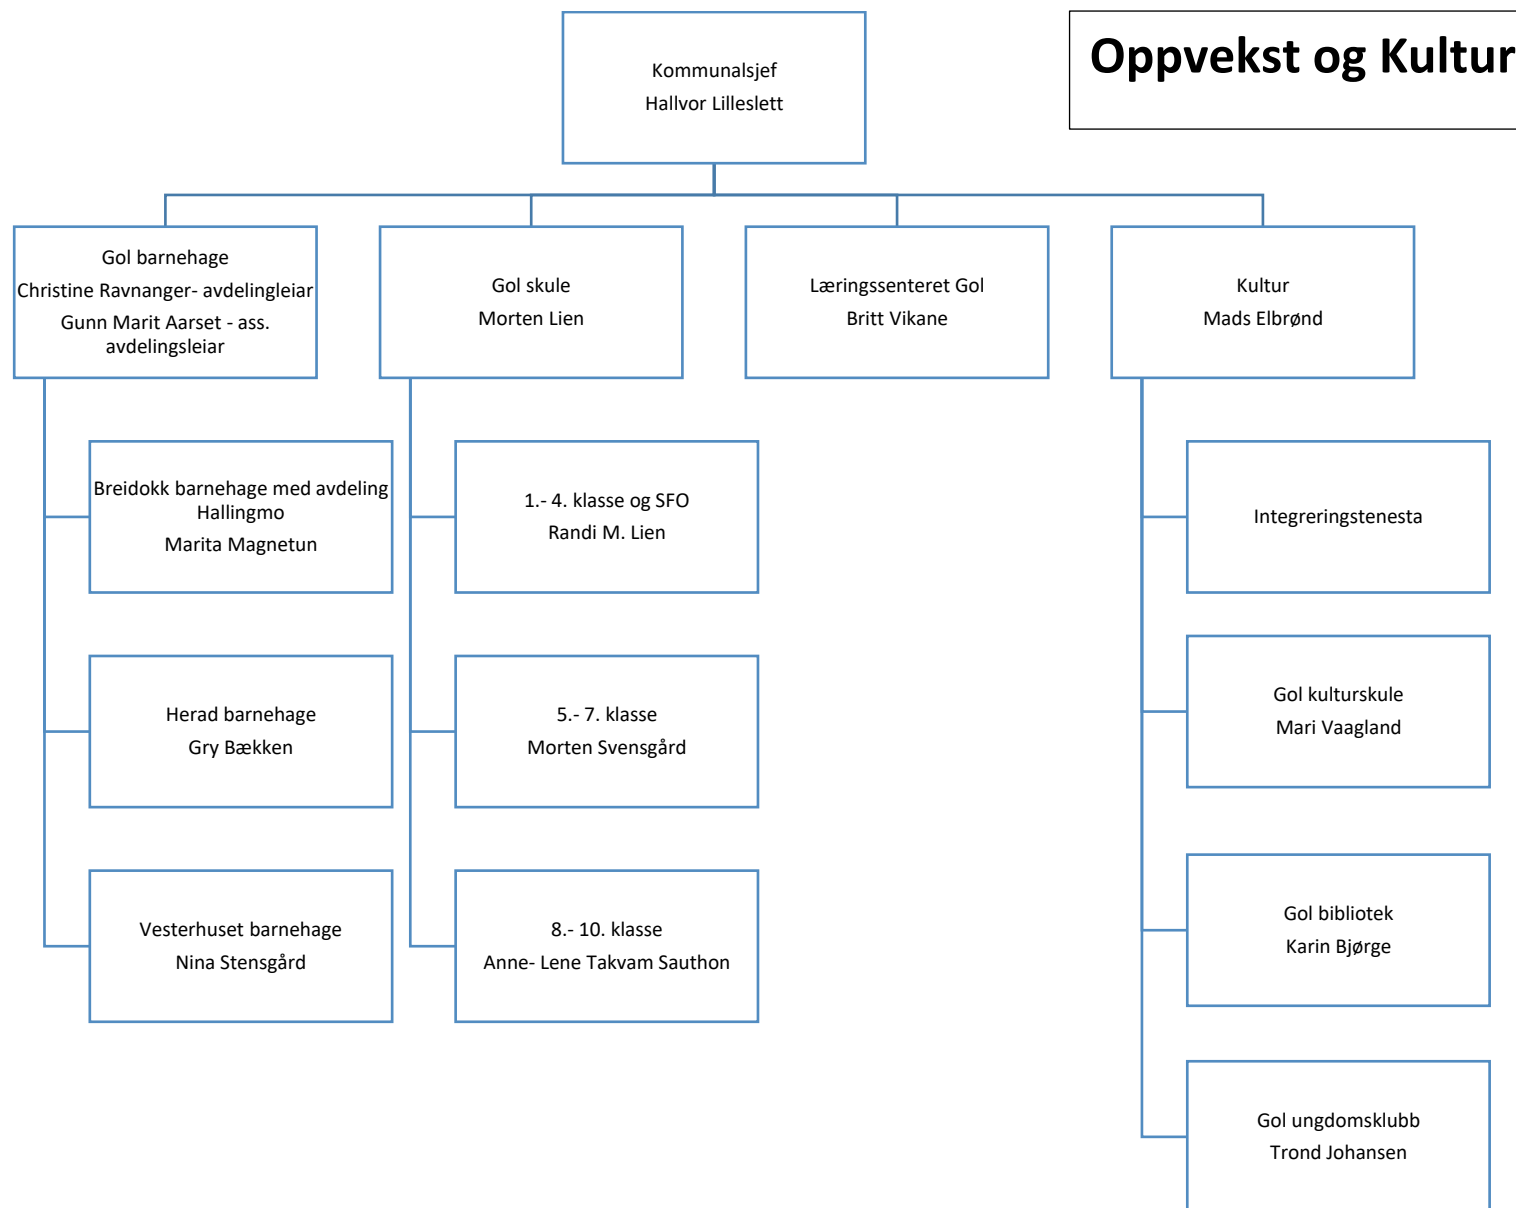 Oppvekst og Kultur
Kommunalsjef
Hallvor Lilleslett
Gol barnehage
Christine Ravnanger- avdelingleiar
Gunn Marit Aarset - ass.
avdelingsleiar
Gol skule
Morten Lien
Læringssenteret Gol
Britt Vikane
Kultur
Mads Elbrønd
Breidokk barnehage med avdeling
Hallingmo
Marita Magnetun
Herad barnehage
Gry Bækken
Vesterhuset barnehage
Nina Stensgård
1.- 4. klasse og SFO
Randi M. Lien
5.- 7. klasse
Morten Svensgård
8.- 10. klasse
Anne- Lene Takvam Sauthon
Integreringstenesta
Gol kulturskule
Mari Vaagland
Gol bibliotek
Karin Bjørge
Gol ungdomsklubb
Trond Johansen